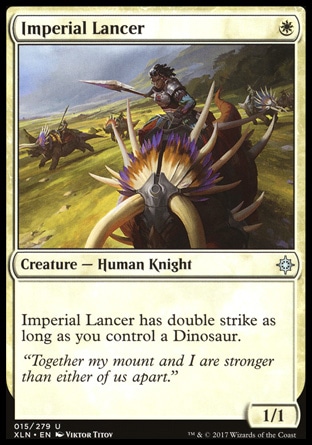 Imperial Lancer
Creature — Human Knight
Imperial Lancer has double strike as
long as you control a Dinosaur.
"Together my mount and I are stronger
than either of us apart."
1/1
015/279 U
XLN • EN Viktor Titov
™ & © 2017 Wizards of the Coast